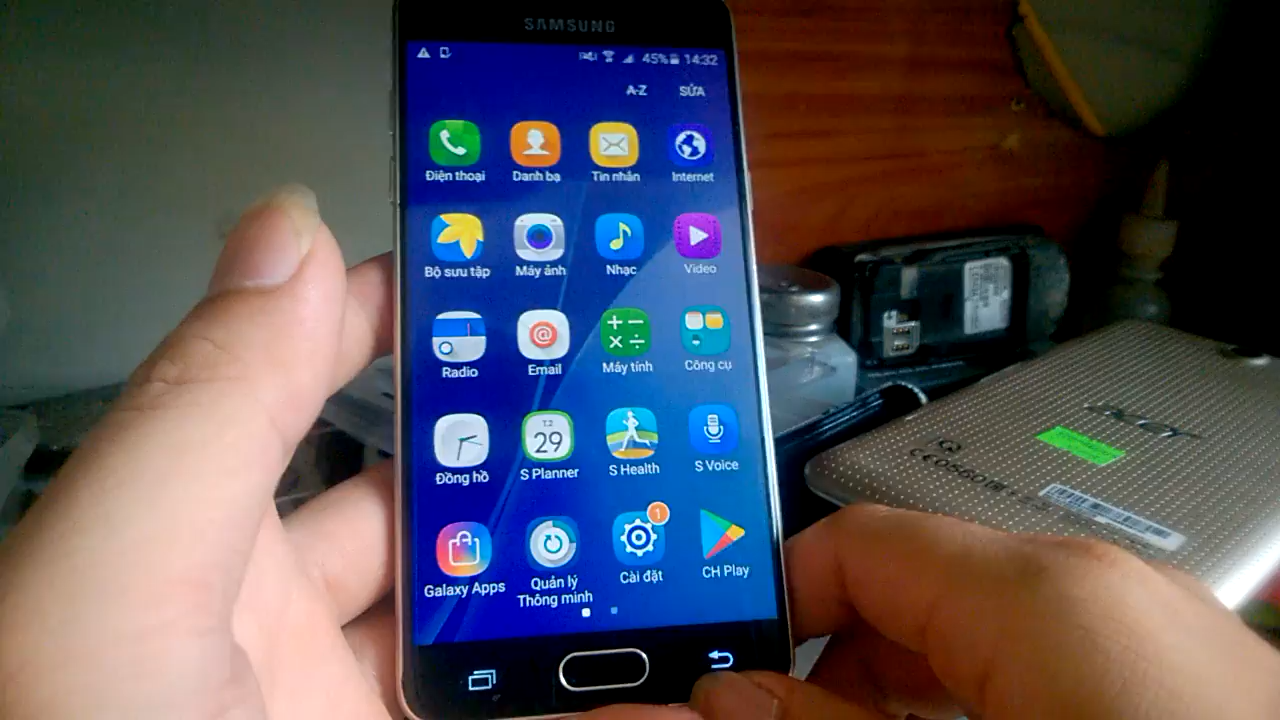 SAMSUNG
45% 14:32
A-Z SỬA
Điện thoại Danh bạ Tin nhắn Internet
Bộ sưu tập Máy ảnh Nhạc Video
Radio Email Máy tính Công cụ
T.2
29
Đồng hồ S Planner S Health S Voice
1
Galaxy Apps Quản lý Thông minh Cài đặt CH Play
acer
CE0560